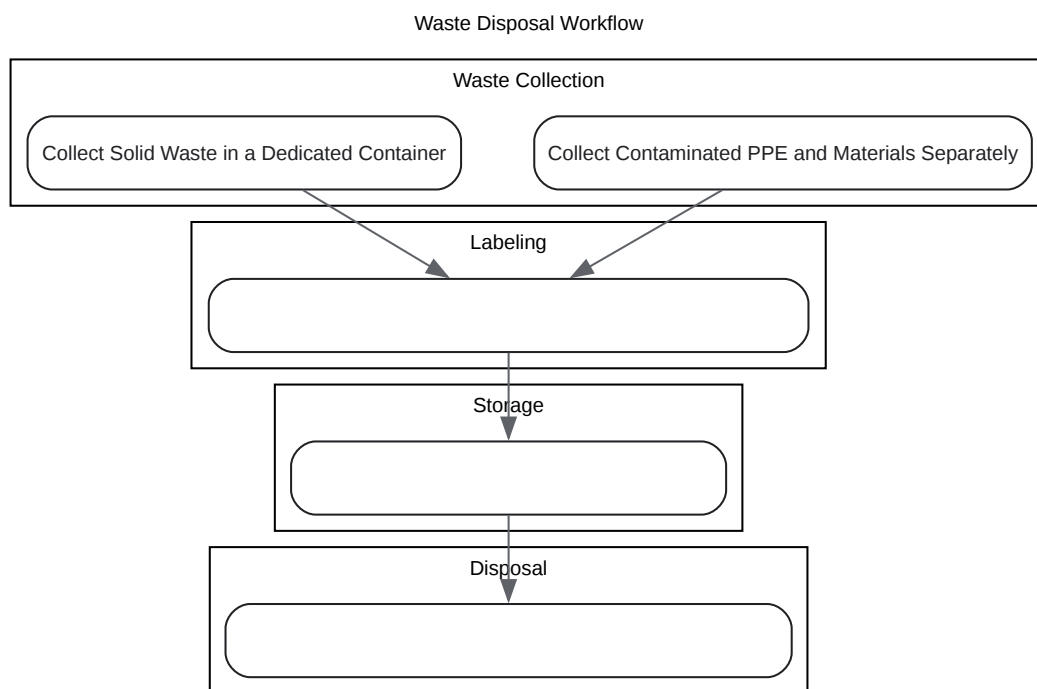 Waste Disposal Workflow
Waste Collection
Collect Solid Waste in a Dedicated Container
Collect Contaminated PPE and Materials Separately
Labeling
Storage
Disposal